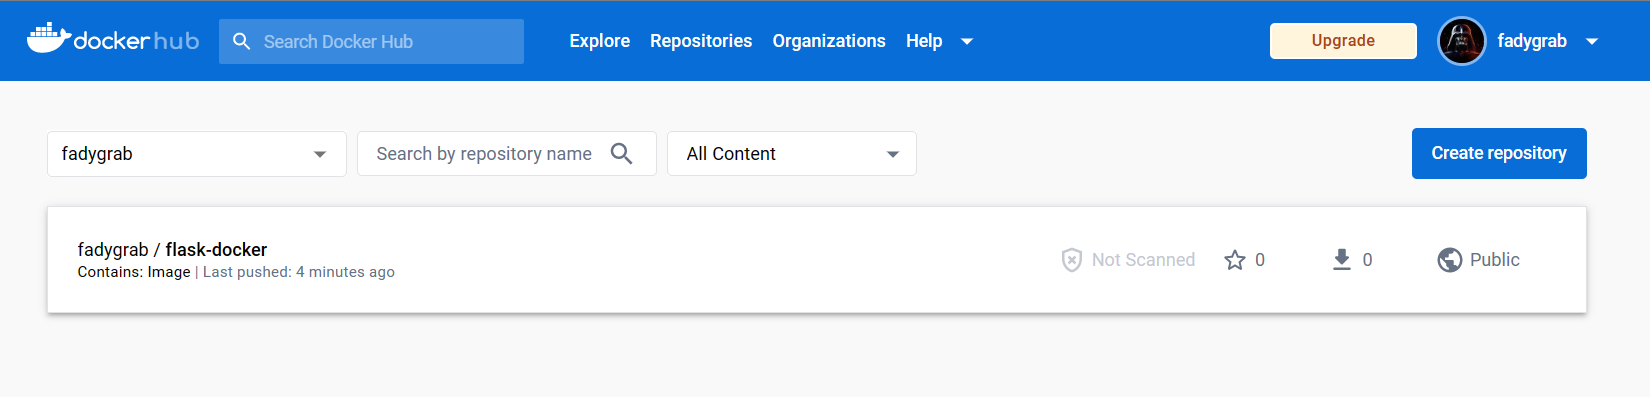 docker hub Search Docker Hub Explore Repositories Organizations Help Upgrade fadygrab
fadygrab Search by repository name All Content Create repository
fadygrab / flask-docker
Contains: Image | Last pushed: 4 minutes ago
Not Scanned 0 0 Public